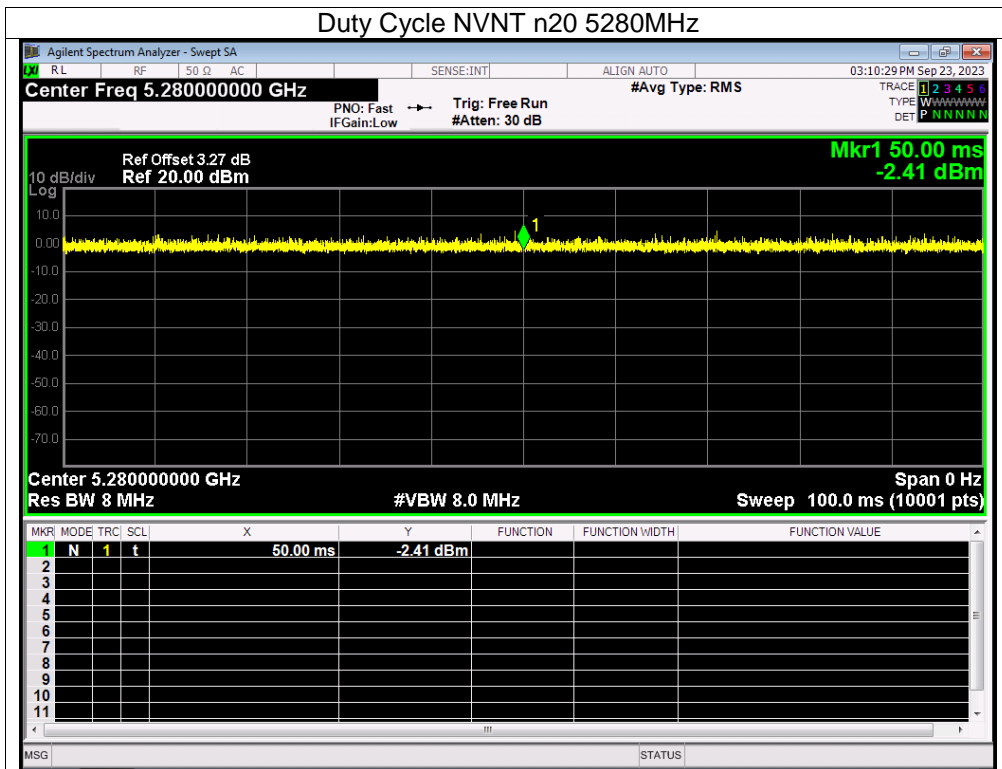 Duty Cycle NVNT n20 5280MHz
Agilent Spectrum Analyzer - Swept SA
LXI RL RF 50 Ω AC SENSE:INT ALIGN AUTO 03:10:29 PM Sep 23, 2023
Center Freq 5.280000000 GHz #Avg Type: RMS TRACE 1 2 3 4 5 6
PNO: Fast Trig: Free Run TYPE WWWWWWW
IFGain:Low #Atten: 30 dB DET P N N N N N
Mkr1 50.00 ms
Ref Offset 3.27 dB
10 dB/div Ref 20.00 dBm -2.41 dBm
Log
10.0
1
0.00
-10.0
-20.0
-30.0
-40.0
-50.0
-60.0
-70.0
Center 5.280000000 GHz Span 0 Hz
Res BW 8 MHz #VBW 8.0 MHz Sweep 100.0 ms (10001 pts)
MKR MODE TRC SCL X Y FUNCTION FUNCTION WIDTH FUNCTION VALUE
1 N 1 t 50.00 ms -2.41 dBm
2
3
4
5
6
7
8
9
10
11
MSG STATUS